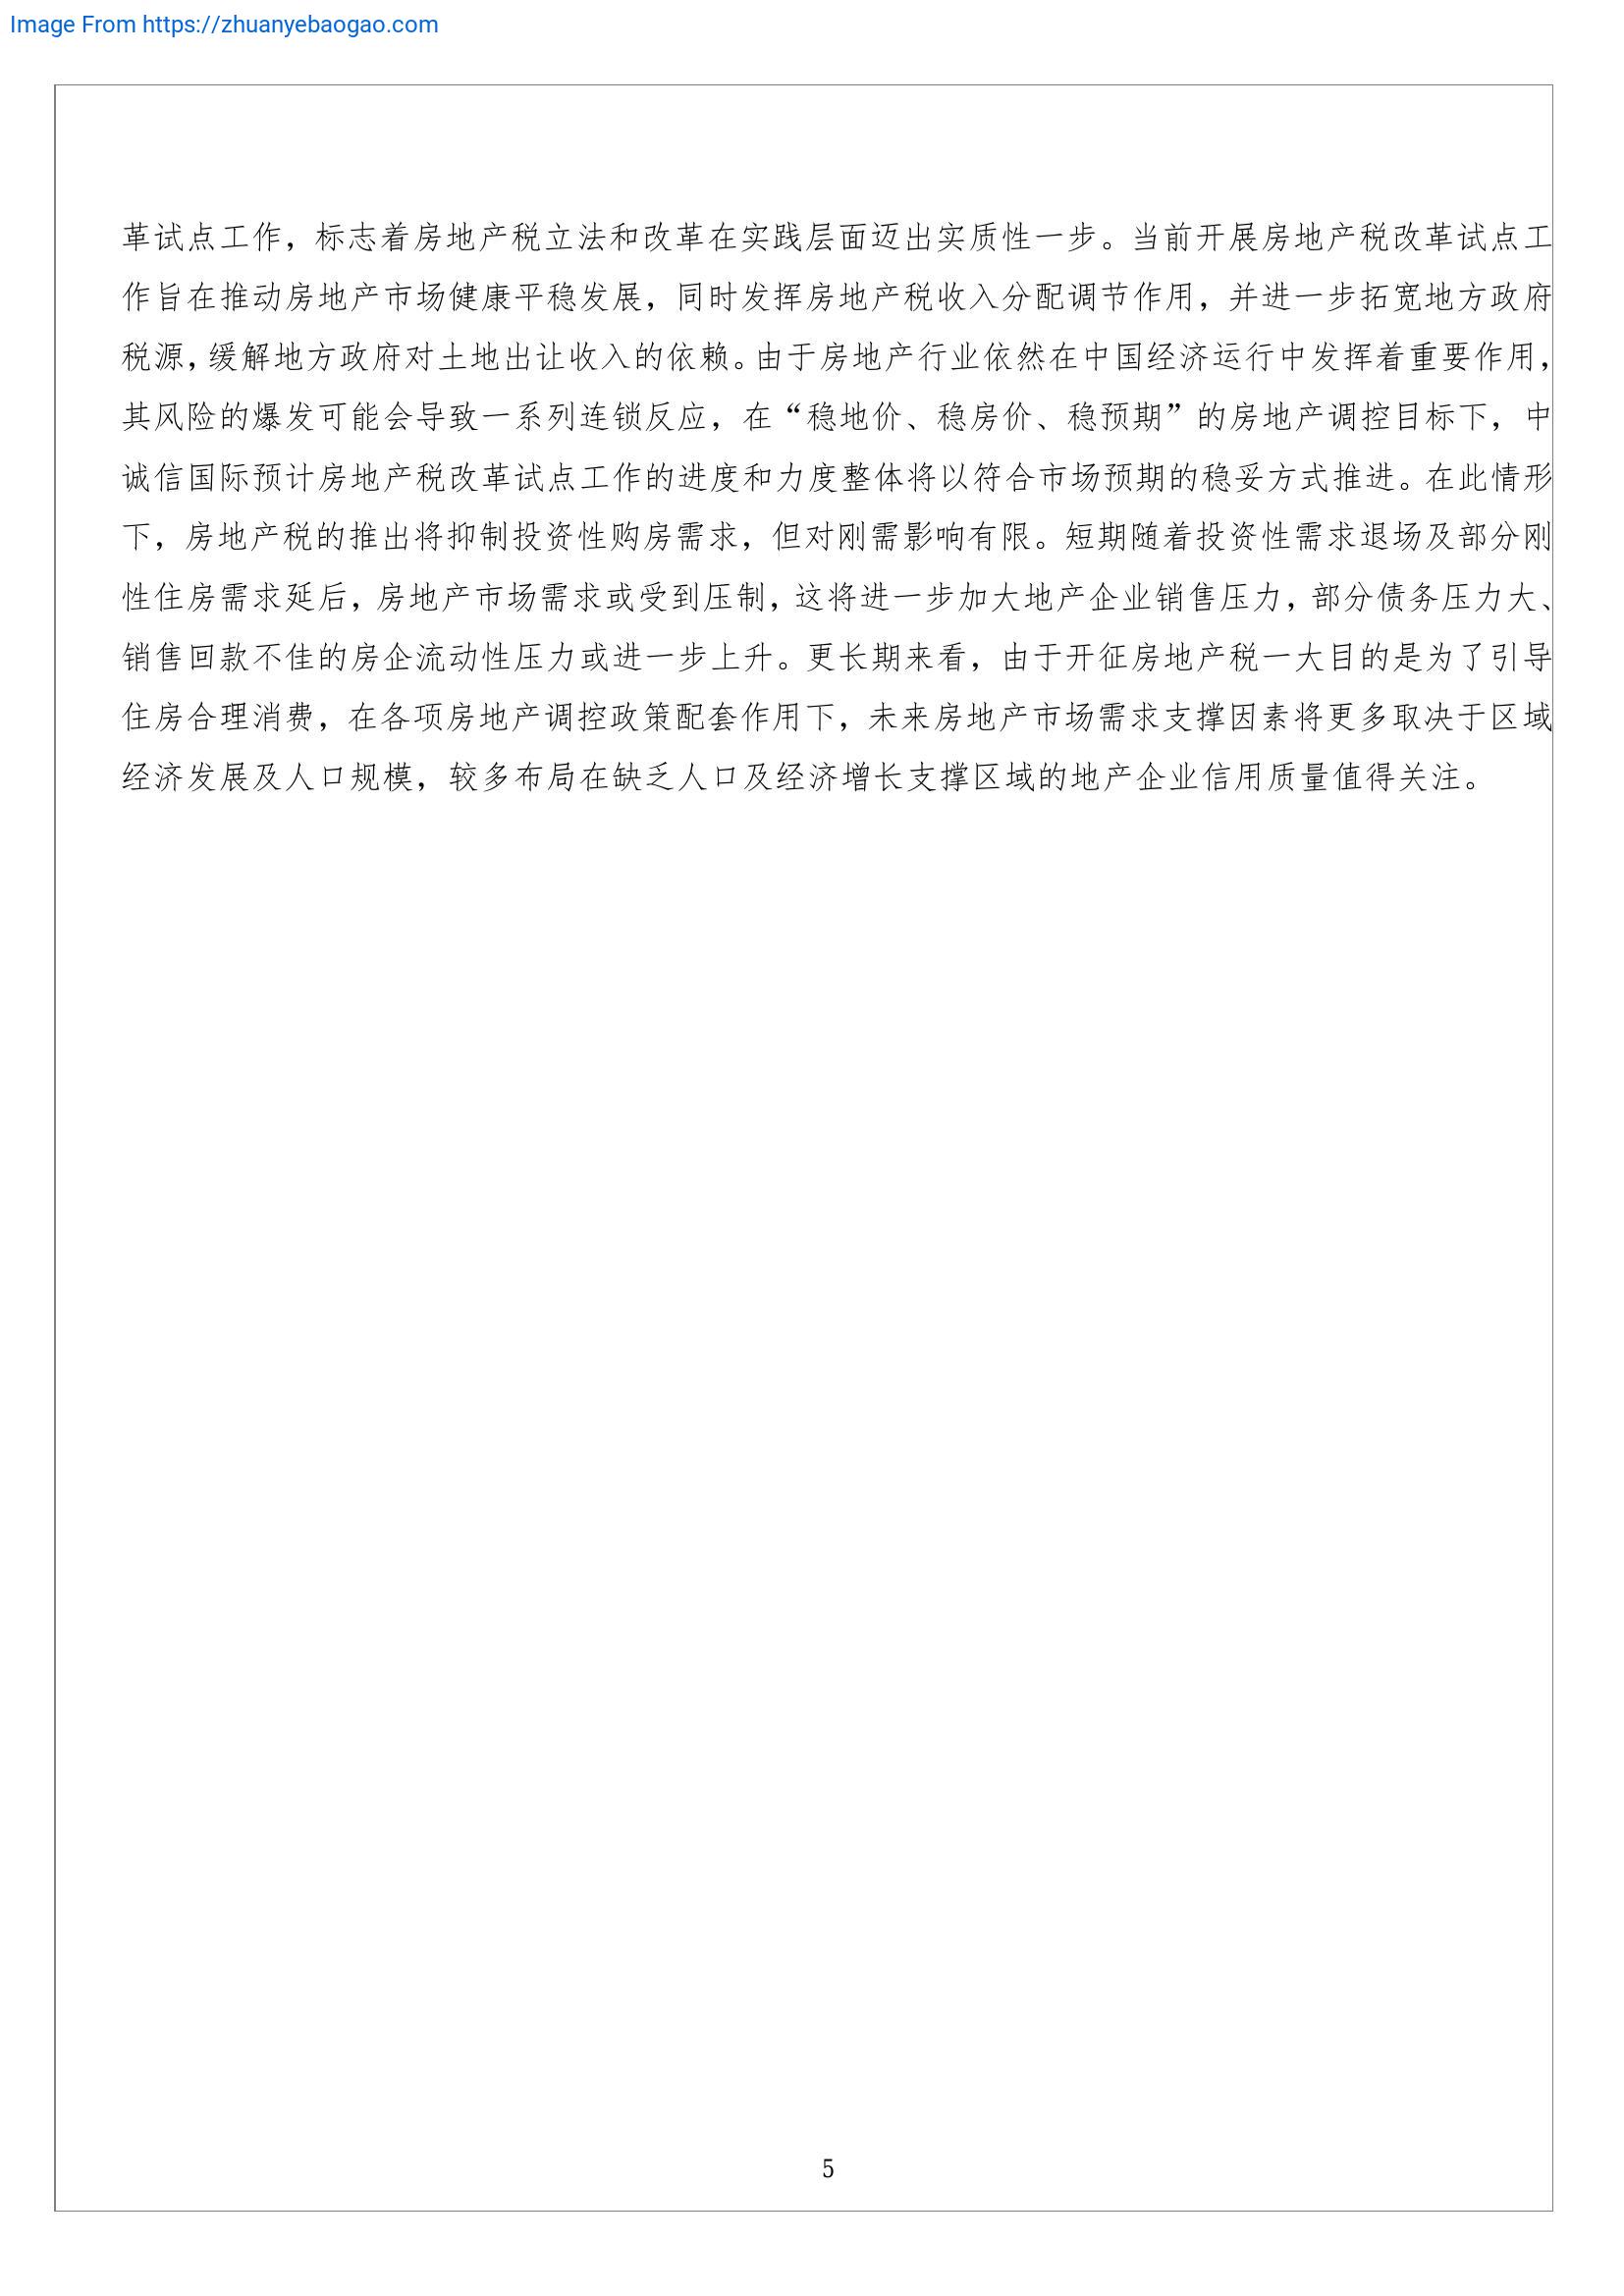 Image From https://zhuanyebaogao.com
革试点工作，标志着房地产税立法和改革在实践层面迈出实质性一步。当前开展房地产税改革试点工
作旨在推动房地产市场健康平稳发展，同时发挥房地产税收入分配调节作用，并进一步拓宽地方政府
税源，缓解地方政府对土地出让收入的依赖。由于房地产行业依然在中国经济运行中发挥着重要作用，
其风险的爆发可能会导致一系列连锁反应，在“稳地价、稳房价、稳预期”的房地产调控目标下，中
诚信国际预计房地产税改革试点工作的进度和力度整体将以符合市场预期的稳妥方式推进。在此情形
下，房地产税的推出将抑制投资性购房需求，但对刚需影响有限。短期随着投资性需求退场及部分刚
性住房需求延后，房地产市场需求或受到压制，这将进一步加大地产企业销售压力，部分债务压力大、
销售回款不佳的房企流动性压力或进一步上升。更长期来看，由于开征房地产税一大目的是为了引导
住房合理消费，在各项房地产调控政策配套作用下，未来房地产市场需求支撑因素将更多取决于区域
经济发展及人口规模，较多布局在缺乏人口及经济增长支撑区域的地产企业信用质量值得关注。
5